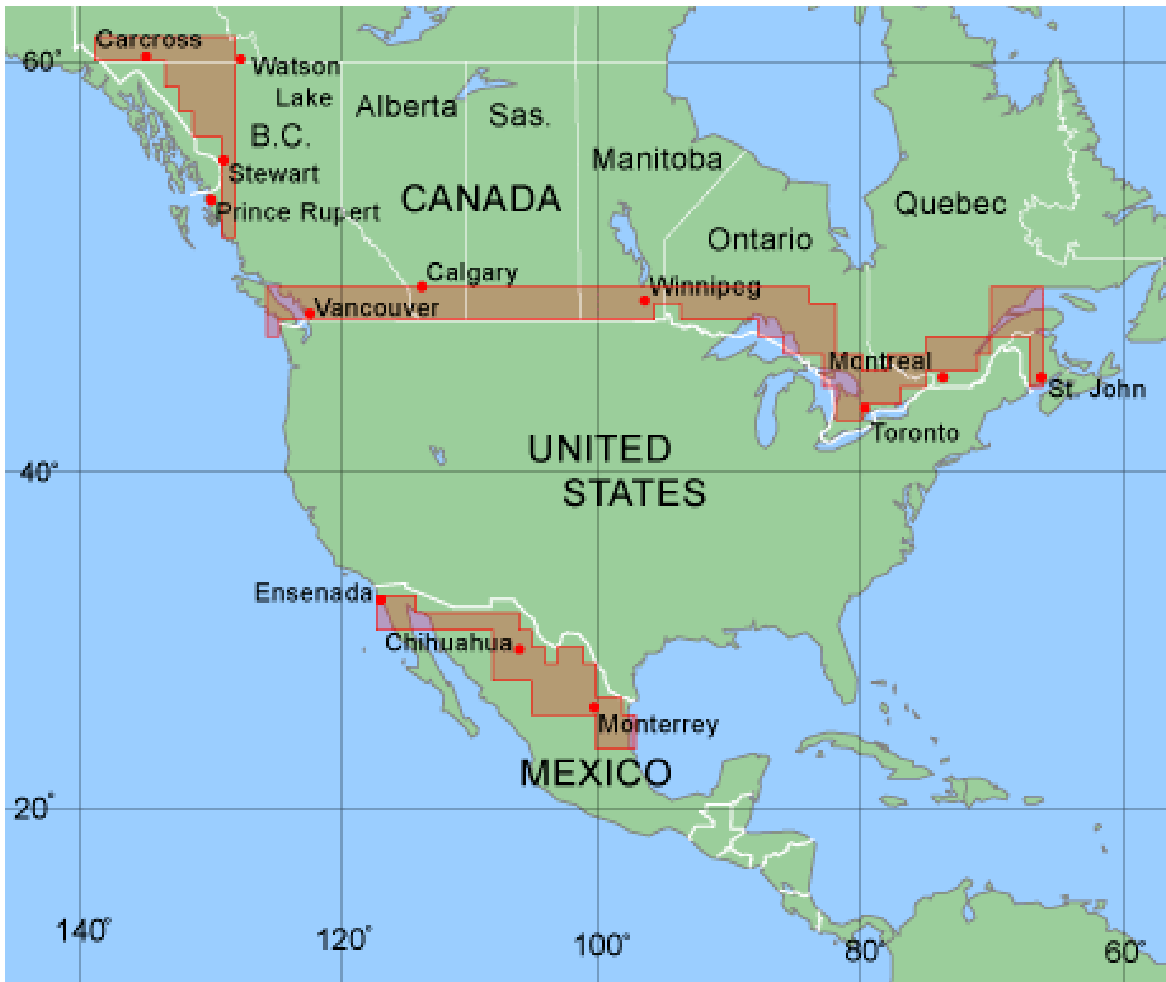 Carcross
60°
Watson
Lake
Alberta
Sas.
B.C.
Manitoba
Stewart
CANADA
Quebec
Prince Rupert
Ontario
Calgary
Winnipeg
Vancouver
Montreal
St. John
Toronto
UNITED
STATES
40°
Ensenada
Chihuahua
Monterrey
MEXICO
20°
140°
120°
100°
80°
60°